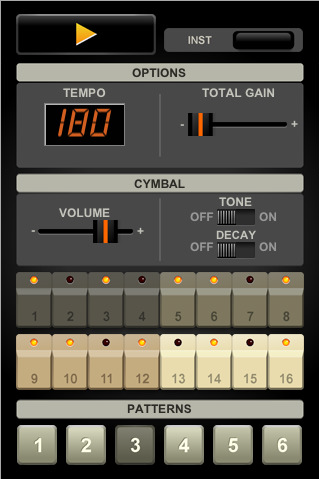 INST
OPTIONS
TEMPO
TOTAL GAIN
180
- +
CYMBAL
VOLUME
- +
TONE
OFF ON
DECAY
OFF ON
1 2 3 4 5 6 7 8
9 10 11 12 13 14 15 16
PATTERNS
1 2 3 4 5 6